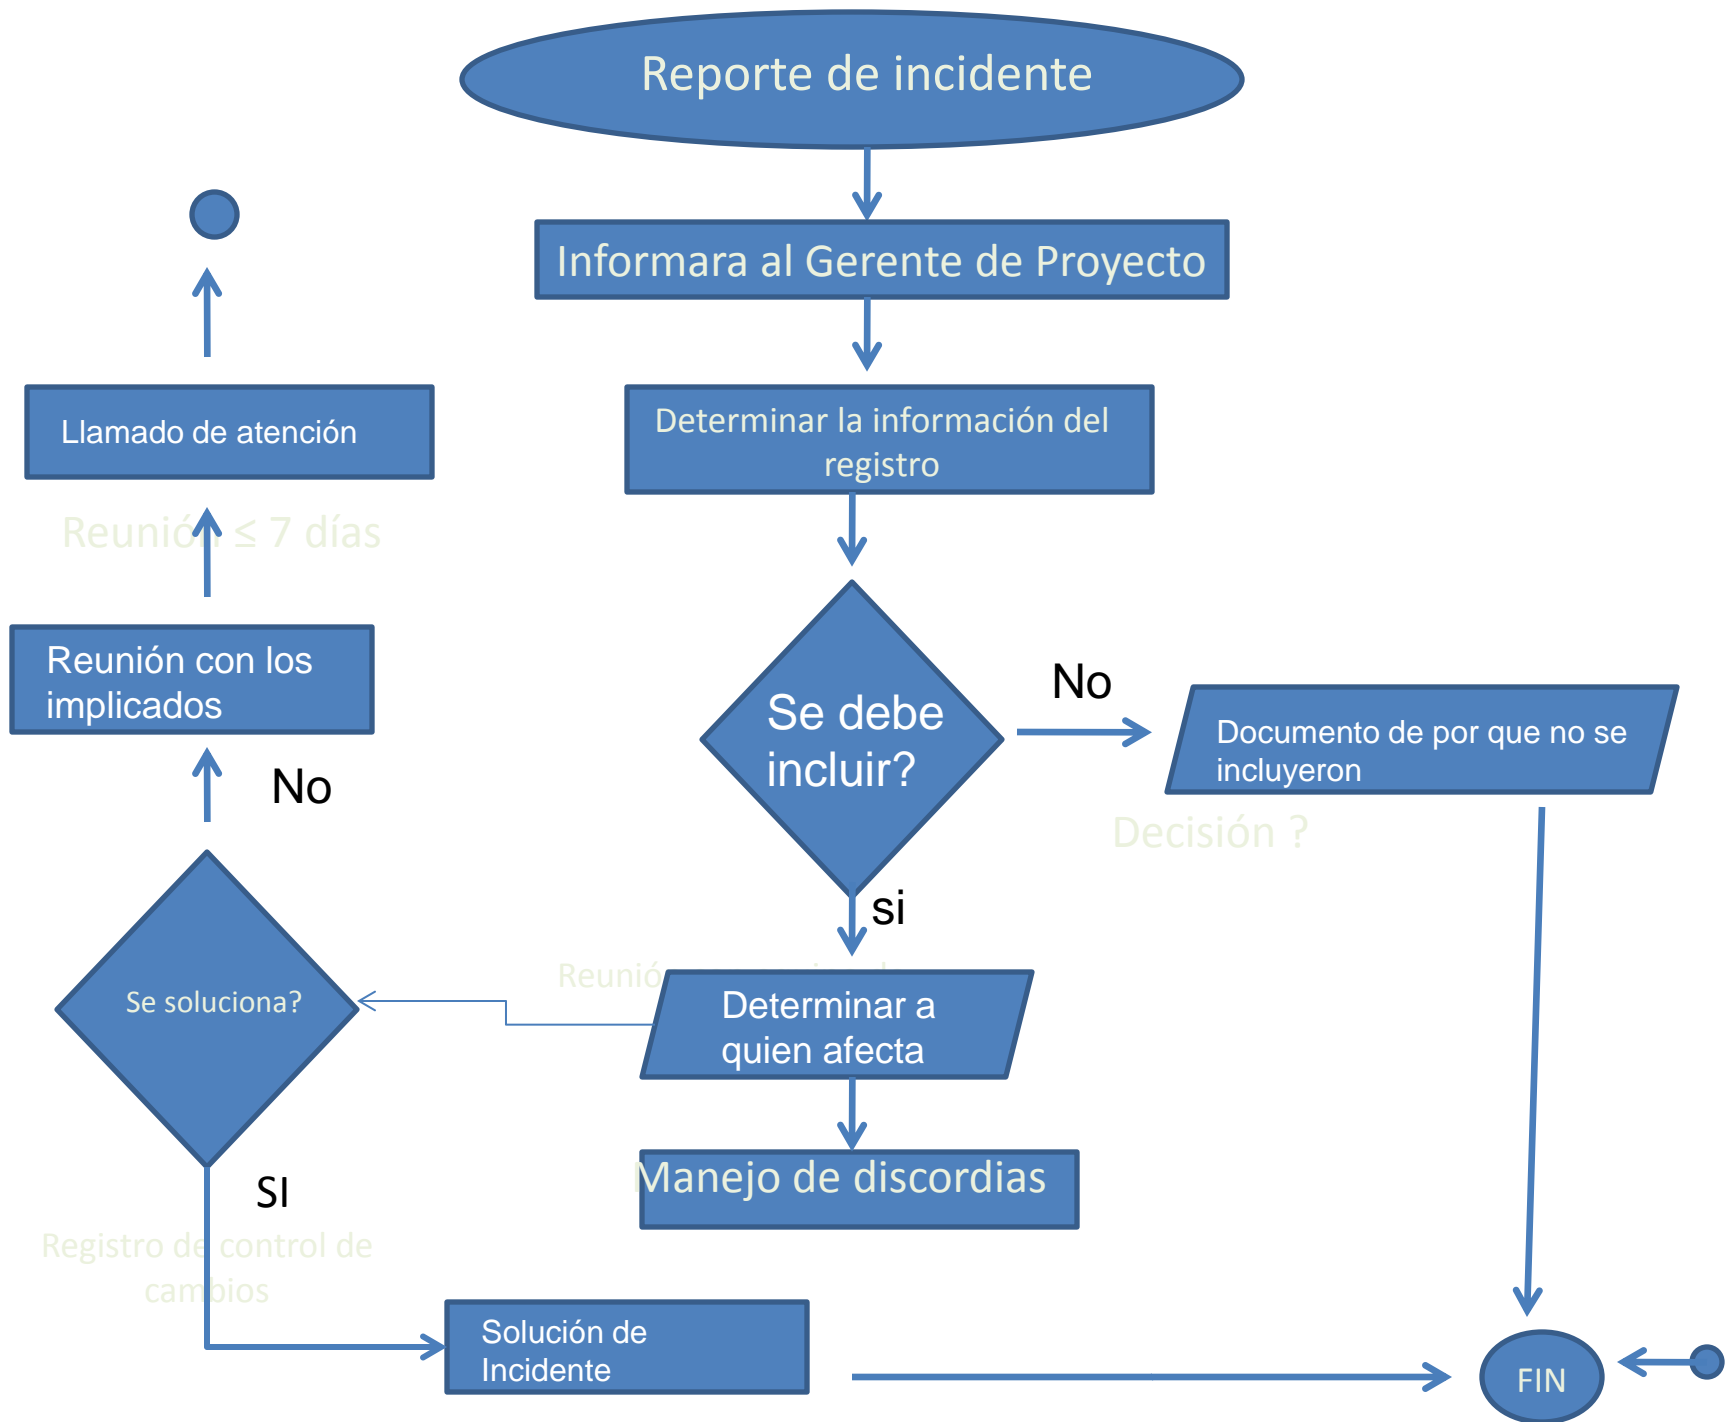 Reporte de incidente
Informara al Gerente de Proyecto
Determinar la información del
registro
Llamado de atención
Reunión ≤ 7 días
Reunión con los
implicados
No
Se debe
incluir?
No
Documento de por que no se
incluyeron
Decisión ?
si
Se soluciona?
Determinar a
quien afecta
SI
Manejo de discordias
Registro de control de
cambios
Solución de
Incidente
FIN